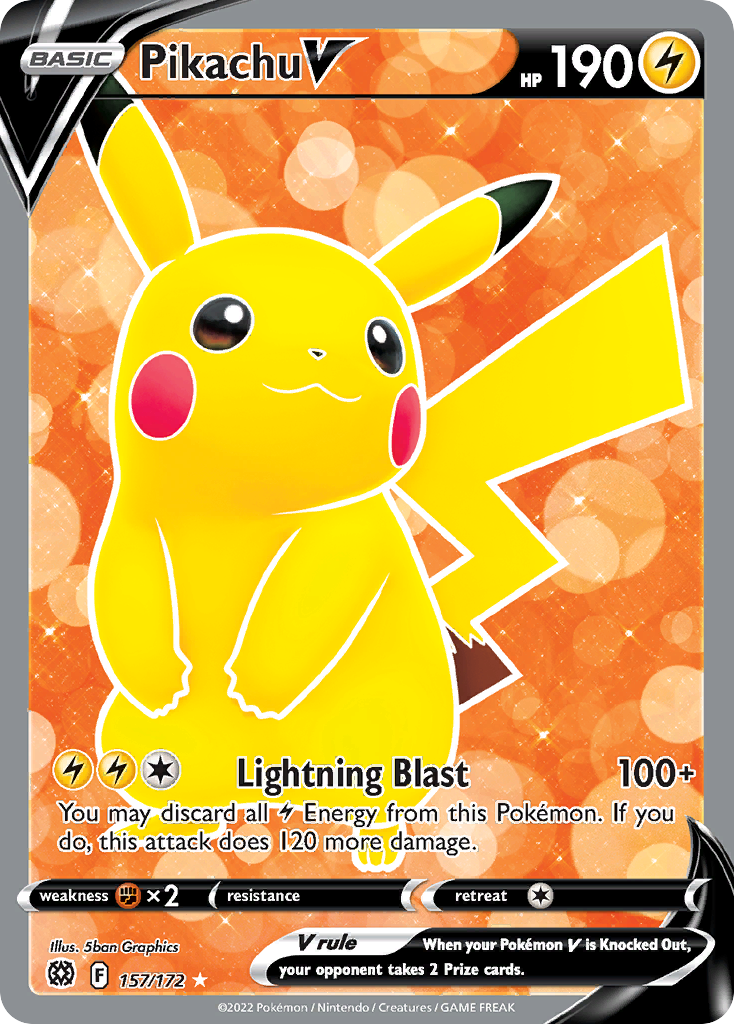 BASIC Pikachu V HP 190
Lightning Blast 100+
You may discard all Energy from this Pokémon. If you
do, this attack does 120 more damage.
weakness ×2 resistance retreat
Illus. 5ban Graphics
V rule When your Pokémon V is Knocked Out,
your opponent takes 2 Prize cards.
F 157/172
©2022 Pokémon / Nintendo / Creatures / GAME FREAK